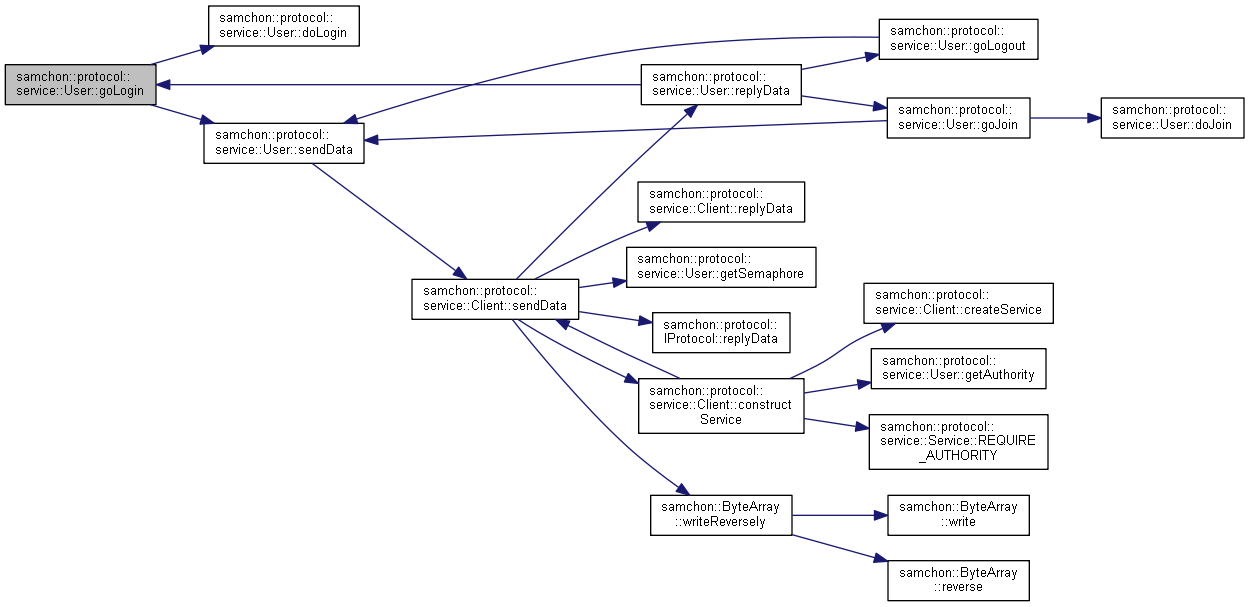 samchon::protocol::
service::User::doLogin
samchon::protocol::
service::User::goLogin
samchon::protocol::
service::User::sendData
samchon::protocol::
service::Client::sendData
samchon::protocol::
service::User::replyData
samchon::protocol::
service::User::goLogout
samchon::protocol::
service::User::goJoin
samchon::protocol::
service::User::doJoin
samchon::protocol::
service::Client::replyData
samchon::protocol::
service::User::getSemaphore
samchon::protocol::
IProtocol::replyData
samchon::protocol::
service::Client::construct
Service
samchon::protocol::
service::Client::createService
samchon::protocol::
service::User::getAuthority
samchon::protocol::
service::Service::REQUIRE
_AUTHORITY
samchon::ByteArray
::writeReversely
samchon::ByteArray
::write
samchon::ByteArray
::reverse